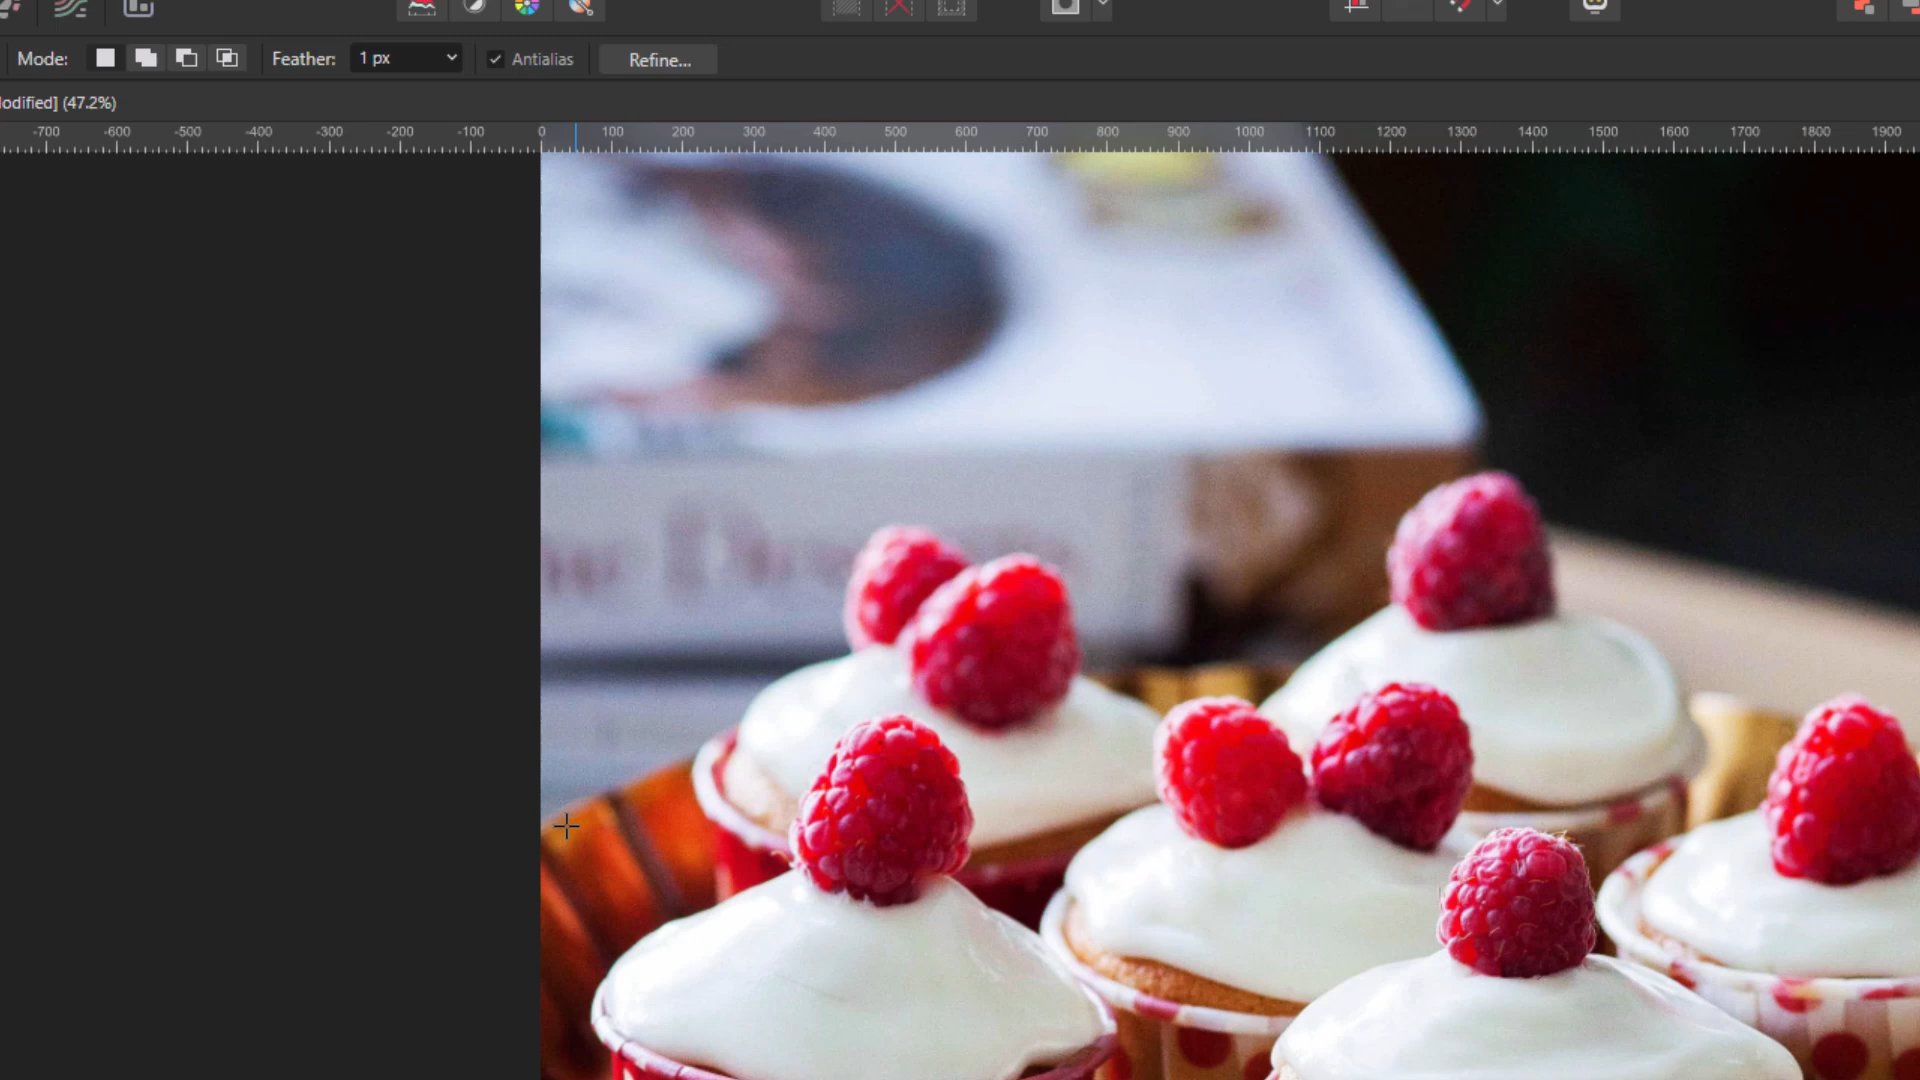 Mode: Feather: 1 px Antialias Refine...
odified] (47.2%)
-700 -600 -500 -400 -300 -200 -100 0 100 200 300 400 500 600 700 800 900 1000 1100 1200 1300 1400 1500 1600 1700 1800 1900